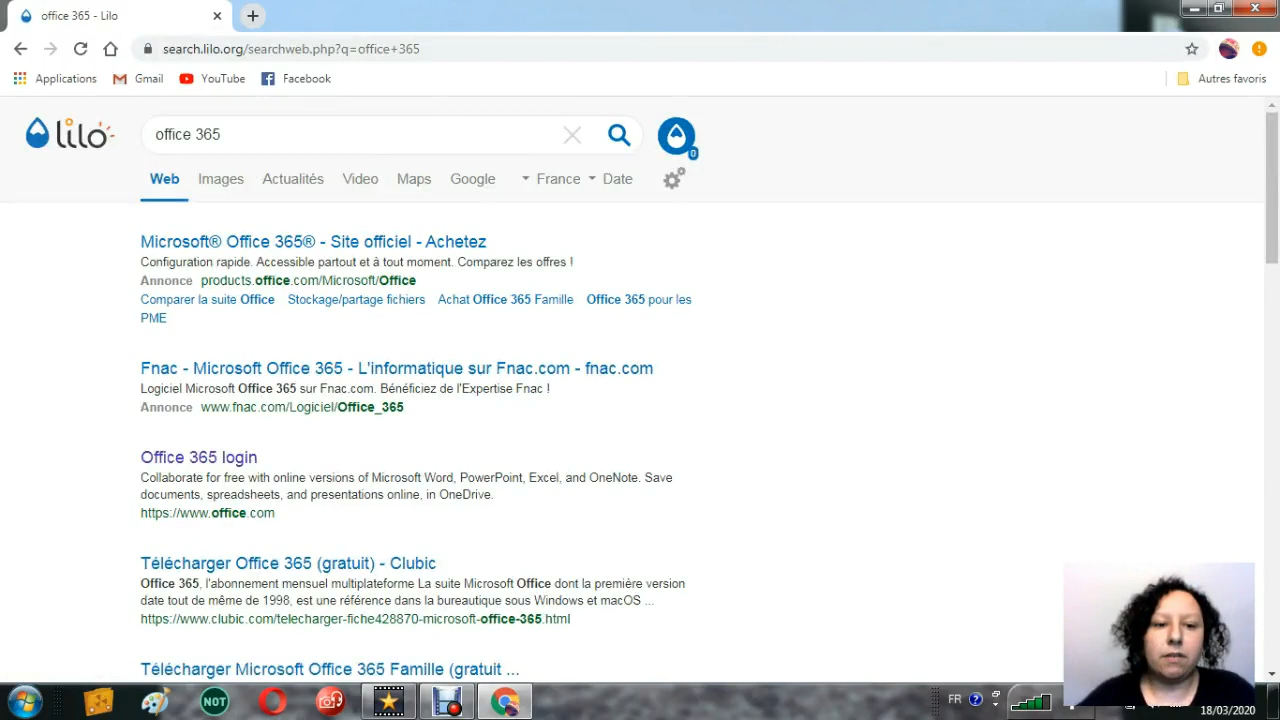 office 365 - Lilo
search.lilo.org/searchweb.php?q=office+365
Applications Gmail YouTube Facebook Autres favoris
lilo office 365 0
Web Images Actualités Video Maps Google France Date
Microsoft® Office 365® - Site officiel - Achetez
Configuration rapide. Accessible partout et à tout moment. Comparez les offres !
Annonce products.office.com/Microsoft/Office
Comparer la suite Office Stockage/partage fichiers Achat Office 365 Famille Office 365 pour les
PME
Fnac - Microsoft Office 365 - L'informatique sur Fnac.com - fnac.com
Logiciel Microsoft Office 365 sur Fnac.com. Bénéficiez de l'Expertise Fnac !
Annonce www.fnac.com/Logiciel/Office_365
Office 365 login
Collaborate for free with online versions of Microsoft Word, PowerPoint, Excel, and OneNote. Save
documents, spreadsheets, and presentations online, in OneDrive.
https://www.office.com
Télécharger Office 365 (gratuit) - Clubic
Office 365, l'abonnement mensuel multiplateforme La suite Microsoft Office dont la première version
date tout de même de 1998, est une référence dans la bureautique sous Windows et macOS ...
https://www.clubic.com/telecharger-fiche428870-microsoft-office-365.html
Télécharger Microsoft Office 365 Famille (gratuit ...
NOT FR 18/03/2020